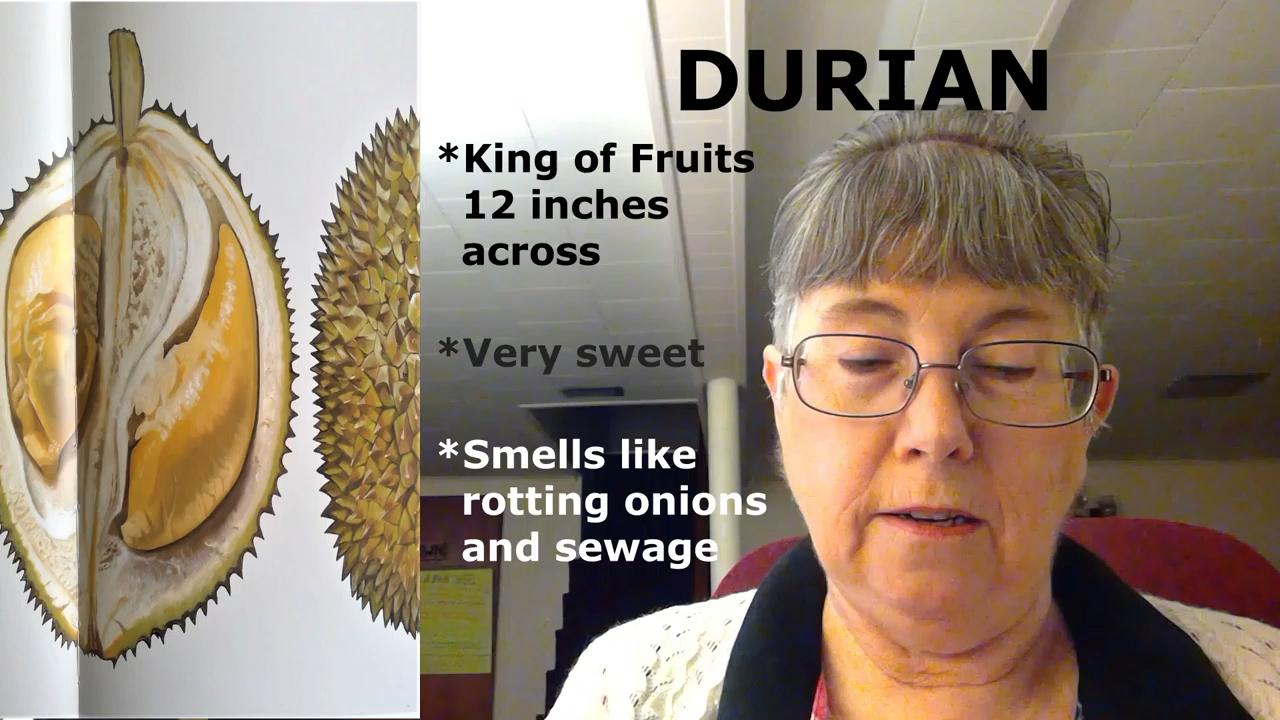 DURIAN
*King of Fruits
12 inches
across
*Very sweet
*Smells like
rotting onions
and sewage